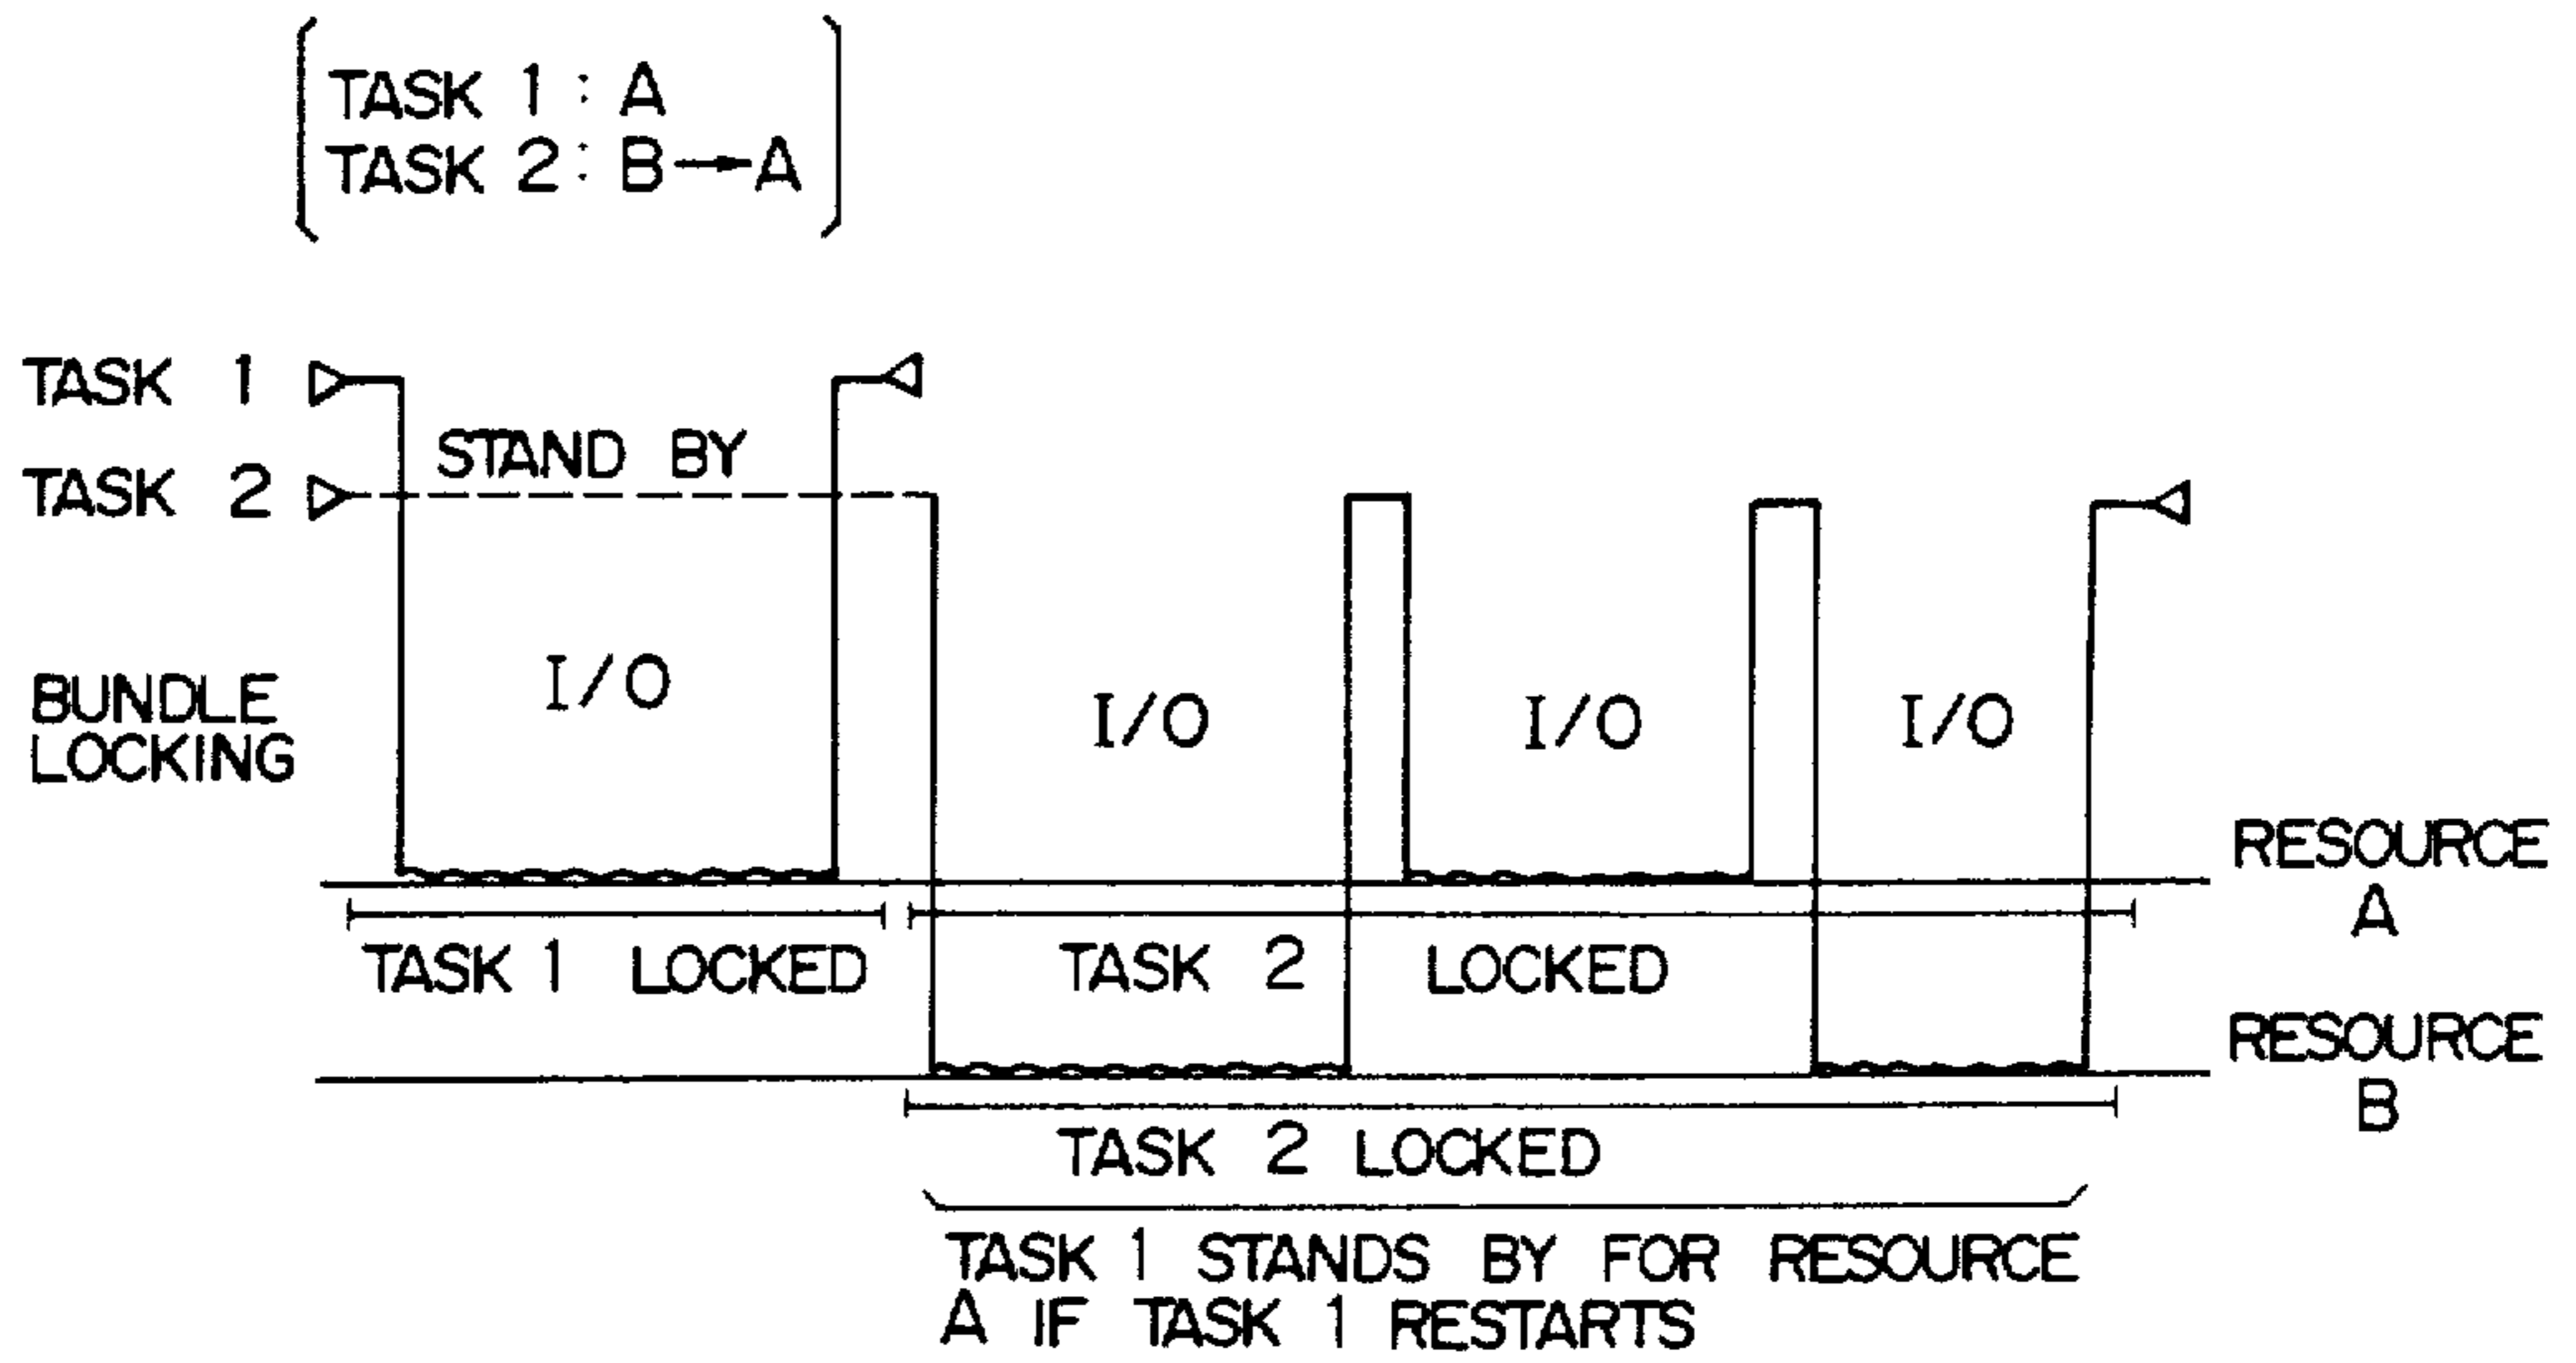 TASK 1 : A
TASK 2 : B→A
TASK 1
STAND BY
TASK 2
I/O
I/O
I/O
I/O
BUNDLE
LOCKING
RESOURCE
A
TASK 1 LOCKED
TASK 2 LOCKED
RESOURCE
B
TASK 2 LOCKED
TASK 1 STANDS BY FOR RESOURCE
A IF TASK 1 RESTARTS